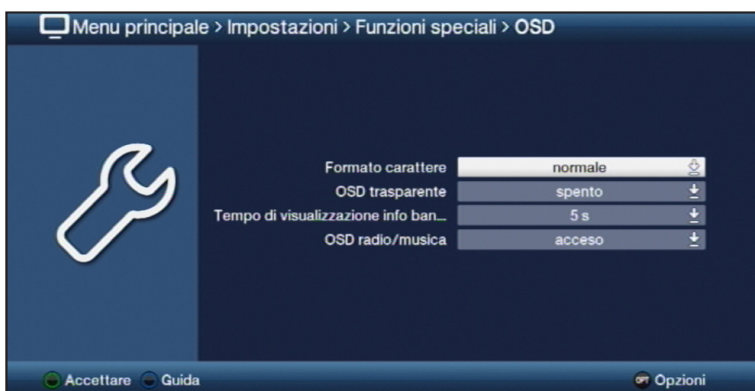 Menu principale > Impostazioni > Funzioni speciali > OSD
Formato carattere normale
OSD trasparente spento
Tempo di visualizzazione info ban... 5 s
OSD radio/musica acceso
Accettare Guida OPT Opzioni